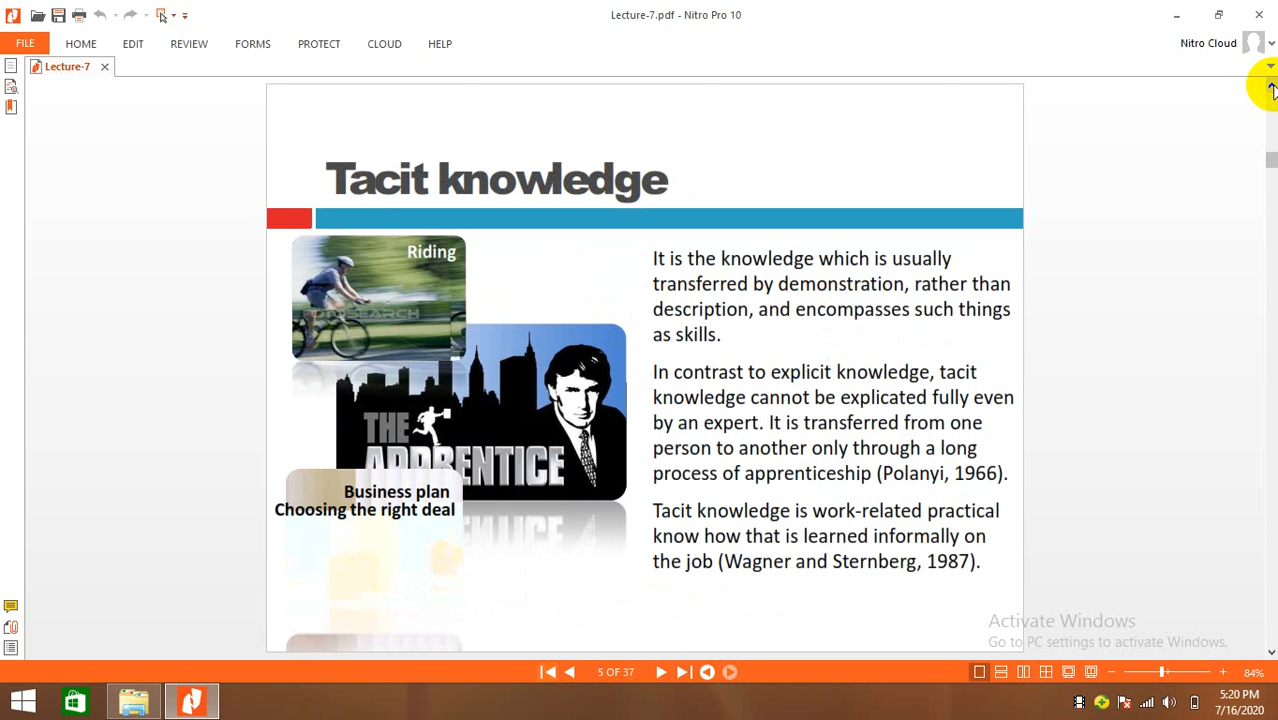 Lecture-7.pdf - Nitro Pro 10
FILE HOME EDIT REVIEW FORMS PROTECT CLOUD HELP
Nitro Cloud
Lecture-7
Tacit knowledge
Riding
THE
APPRENTICE
Business plan
Choosing the right deal
It is the knowledge which is usually
transferred by demonstration, rather than
description, and encompasses such things
as skills.
In contrast to explicit knowledge, tacit
knowledge cannot be explicated fully even
by an expert. It is transferred from one
person to another only through a long
process of apprenticeship (Polanyi, 1966).
Tacit knowledge is work-related practical
know how that is learned informally on
the job (Wagner and Sternberg, 1987).
Activate Windows
Go to PC settings to activate Windows.
5 OF 37
84%
5:20 PM
7/16/2020